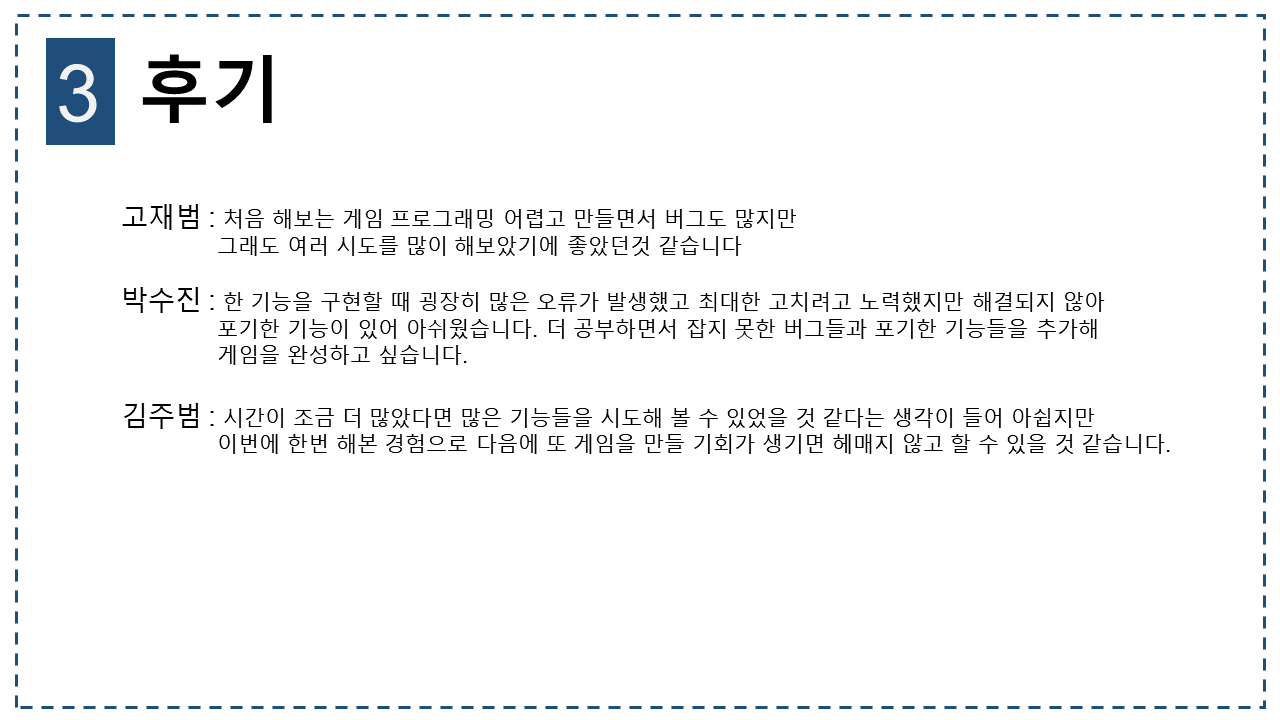 3 후기
고재범 : 처음 해보는 게임 프로그래밍 어렵고 만들면서 버그도 많지만
그래도 여러 시도를 많이 해보았기에 좋았던것 같습니다
박수진 : 한 기능을 구현할 때 굉장히 많은 오류가 발생했고 최대한 고치려고 노력했지만 해결되지 않아
포기한 기능이 있어 아쉬웠습니다. 더 공부하면서 잡지 못한 버그들과 포기한 기능들을 추가해
게임을 완성하고 싶습니다.
김주범 : 시간이 조금 더 많았다면 많은 기능들을 시도해 볼 수 있었을 것 같다는 생각이 들어 아쉽지만
이번에 한번 해본 경험으로 다음에 또 게임을 만들 기회가 생기면 헤매지 않고 할 수 있을 것 같습니다.